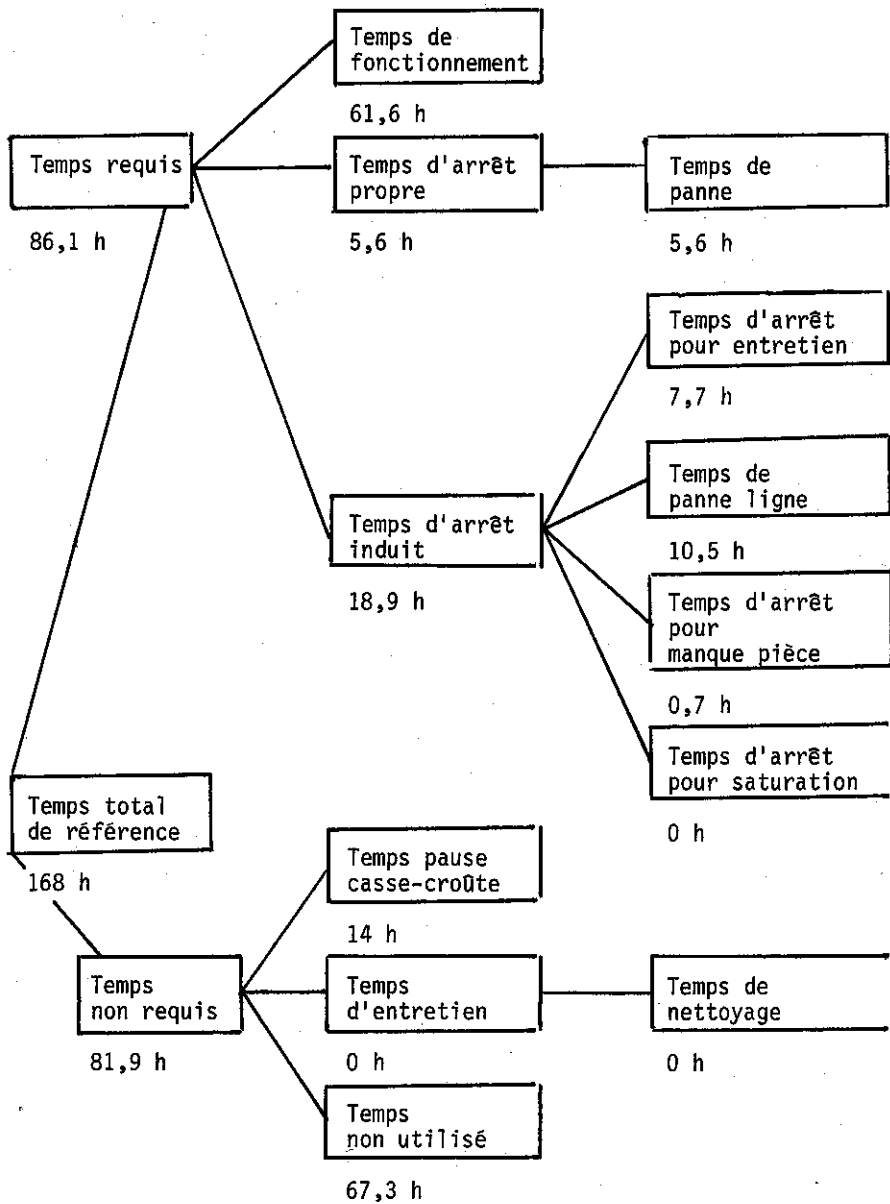 Temps de
fonctionnement
61,6 h
Temps requis
86,1 h
Temps d'arrêt
propre
5,6 h
Temps de
panne
5,6 h
Temps d'arrêt
pour entretien
7,7 h
Temps de
panne ligne
10,5 h
Temps d'arrêt
induit
18,9 h
Temps d'arrêt
pour
manque pièce
0,7 h
Temps d'arrêt
pour saturation
0 h
Temps total
de référence
168 h
Temps pause
casse-croûte
14 h
Temps
non requis
81,9 h
Temps
d'entretien
0 h
Temps de
nettoyage
0 h
Temps
non utilisé
67,3 h